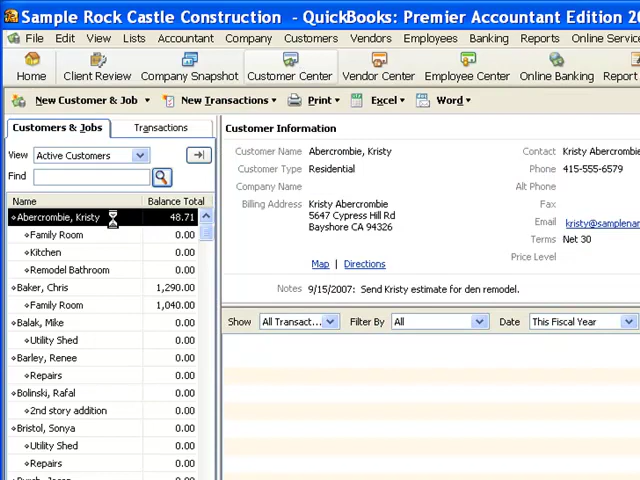 Sample Rock Castle Construction - QuickBooks: Premier Accountant Edition
File Edit View Lists Accountant Company Customers Vendors Employees Banking Reports Online Service
Home Client Review Company Snapshot Customer Center Vendor Center Employee Center Online Banking Report
New Customer & Job New Transactions Print Excel Word
Customers & Jobs Transactions
View Active Customers
Find
Name Balance Total
Abercrombie, Kristy 48.71
Family Room 0.00
Kitchen 0.00
Remodel Bathroom 0.00
Baker, Chris 1,290.00
Family Room 1,040.00
Balak, Mike 0.00
Utility Shed 0.00
Barley, Renee 0.00
Repairs 0.00
Bolinski, Rafal 0.00
2nd story addition 0.00
Bristol, Sonya 0.00
Utility Shed 0.00
Repairs 0.00
Customer Information
Customer Name Abercrombie, Kristy
Customer Type Residential
Company Name
Billing Address Kristy Abercrombie
5647 Cypress Hill Rd
Bayshore CA 94326
Map | Directions
Contact Kristy Abercrombie
Phone 415-555-6579
Alt Phone
Fax
Email kristy@samplenam
Terms Net 30
Price Level
Notes 9/15/2007: Send Kristy estimate for den remodel.
Show All Transact... Filter By All Date This Fiscal Year